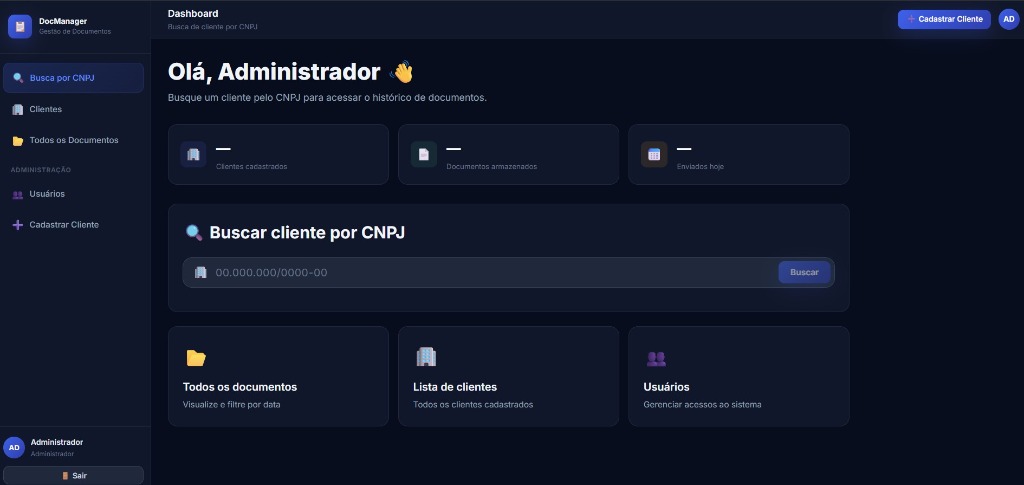 DocManager
Gestão de Documentos
Busca por CNPJ
Clientes
Todos os Documentos
ADMINISTRAÇÃO
Usuários
Cadastrar Cliente
AD
Administrador
Administrador
Sair
Dashboard
Busca de cliente por CNPJ
+ Cadastrar Cliente
AD
Olá, Administrador
Busque um cliente pelo CNPJ para acessar o histórico de documentos.
—
Clientes cadastrados
—
Documentos armazenados
—
Enviados hoje
Buscar cliente por CNPJ
00.000.000/0000-00
Buscar
Todos os documentos
Visualize e filtre por data
Lista de clientes
Todos os clientes cadastrados
Usuários
Gerenciar acessos ao sistema